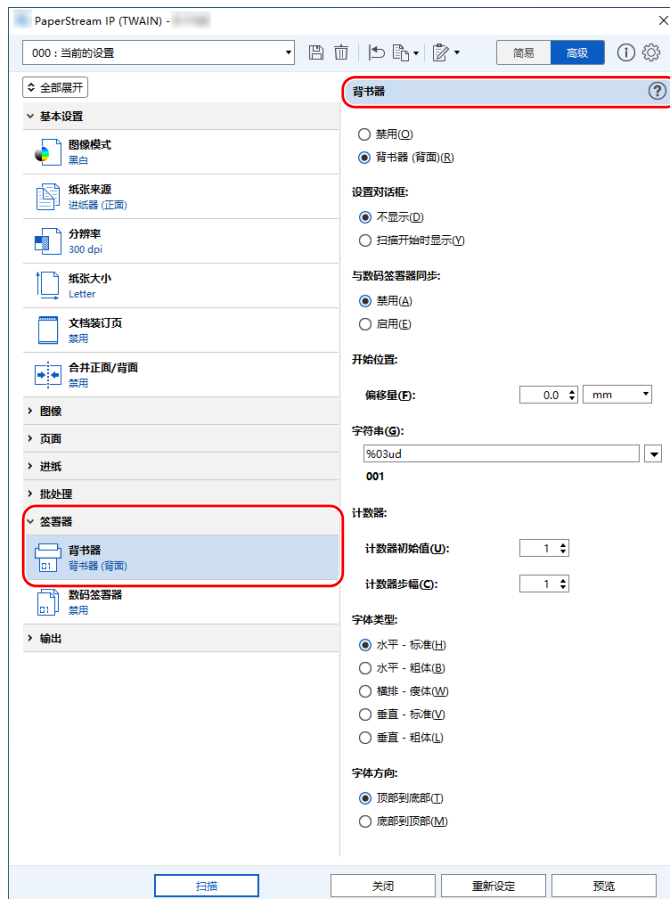 PaperStream IP (TWAIN) -
000 : 当前的设置
简易
高级
全部展开
基本设置
图像模式
黑白
纸张来源
进纸器 (正面)
分辨率
300 dpi
纸张大小
Letter
文档装订页
禁用
合并正面/背面
禁用
图像
页面
进纸
批处理
签署器
背书器
背书器 (背面)
数码签署器
禁用
输出
背书器
禁用(O)
背书器 (背面)(R)
设置对话框:
不显示(D)
扫描开始时显示(Y)
与数码签署器同步:
禁用(A)
启用(E)
开始位置:
偏移量(F):
0.0
mm
字符串(G):
%03ud
001
计数器:
计数器初始值(U):
1
计数器步幅(C):
1
字体类型:
水平 - 标准(H)
水平 - 粗体(B)
横排 - 瘦体(W)
垂直 - 标准(V)
垂直 - 粗体(L)
字体方向:
顶部到底部(T)
底部到顶部(M)
扫描
关闭
重新设定
预览